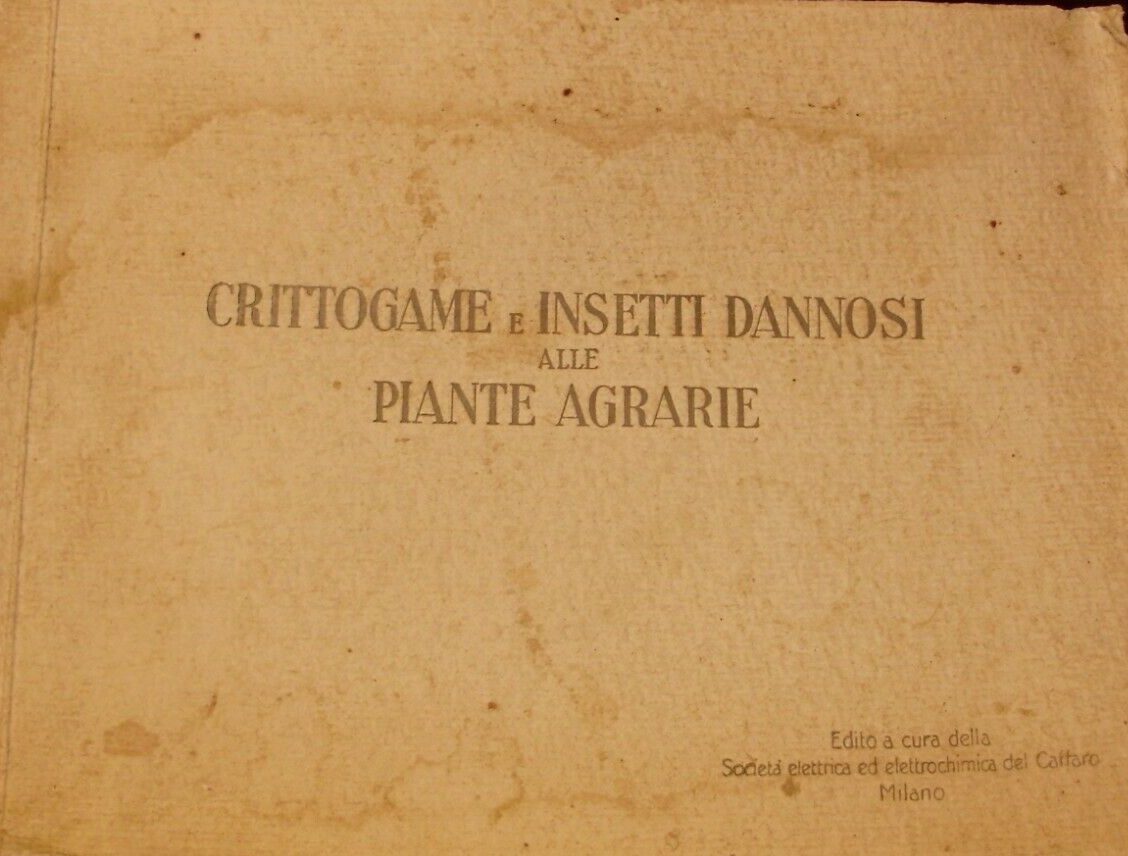 CRITTOGAME E INSETTI DANNOSI
ALLE
PIANTE AGRARIE
Edito a cura della
Società elettrica ed elettrochimica del Caffaro
Milano